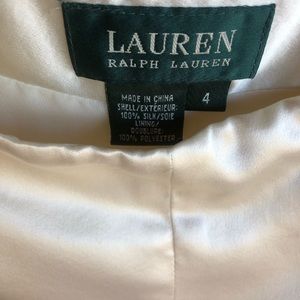 LAUREN
RALPH LAUREN
4
MADE IN CHINA
SHELL/EXTÉRIEUR:
100% SILK/SOIE
LINING/
DOUBLURE:
100% POLYESTER